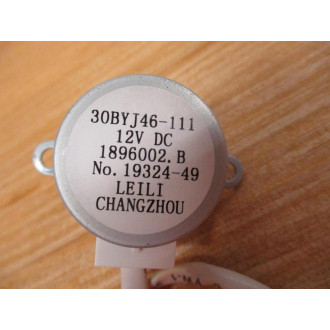 30BYJ46-111
12V DC
1896002.B
No.19324-49
LEILI
CHANGZHOU